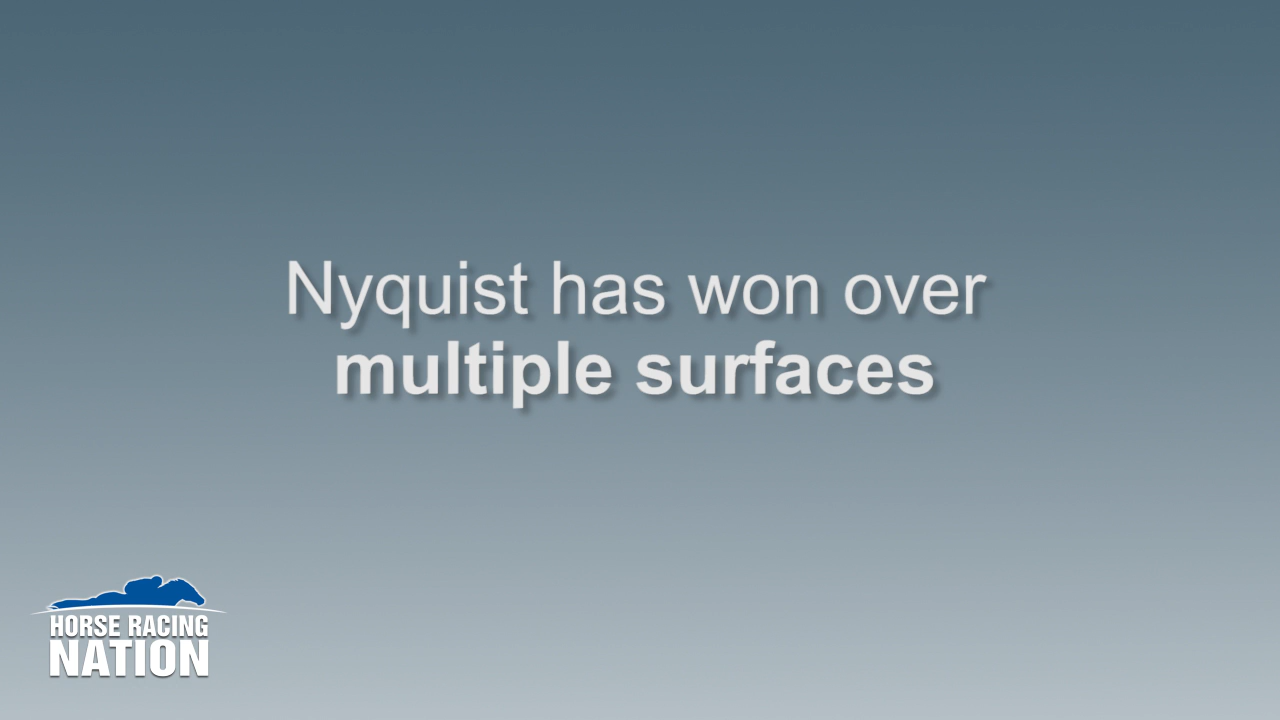 Nyquist has won over
multiple surfaces
HORSE RACING
NATION